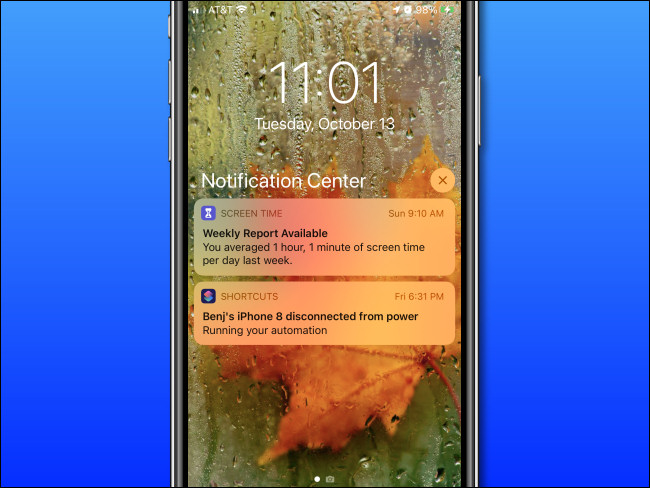 AT&T 98%
11:01
Tuesday, October 13
Notification Center
SCREEN TIME Sun 9:10 AM
Weekly Report Available
You averaged 1 hour, 1 minute of screen time
per day last week.
SHORTCUTS Fri 6:31 PM
Benj's iPhone 8 disconnected from power
Running your automation